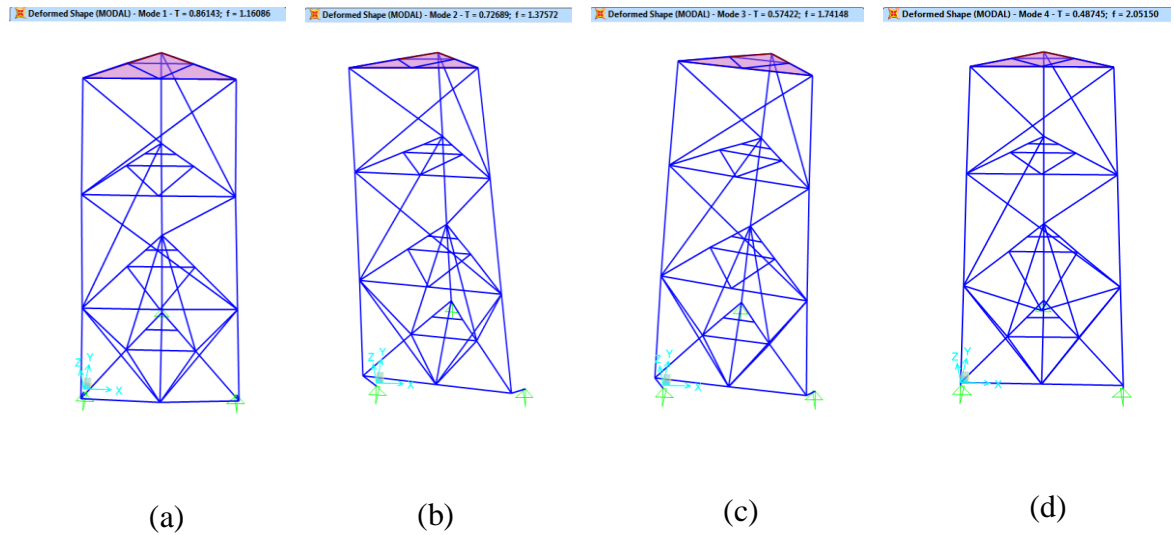 Deformed Shape (MODAL) - Mode 1 - T = 0.86143; f = 1.16086
Deformed Shape (MODAL) - Mode 2 - T = 0.72689; f = 1.37572
Deformed Shape (MODAL) - Mode 3 - T = 0.57422; f = 1.74148
Deformed Shape (MODAL) - Mode 4 - T = 0.48745; f = 2.05150
Z Y X
Z Y X
Z Y X
Z Y X
(a)
(b)
(c)
(d)